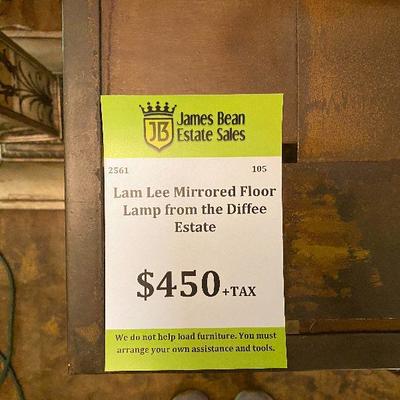 JB
James Bean
Estate Sales
2561 105
Lam Lee Mirrored Floor
Lamp from the Diffee
Estate
$450 +TAX
We do not help load furniture. You must
arrange your own assistance and tools.